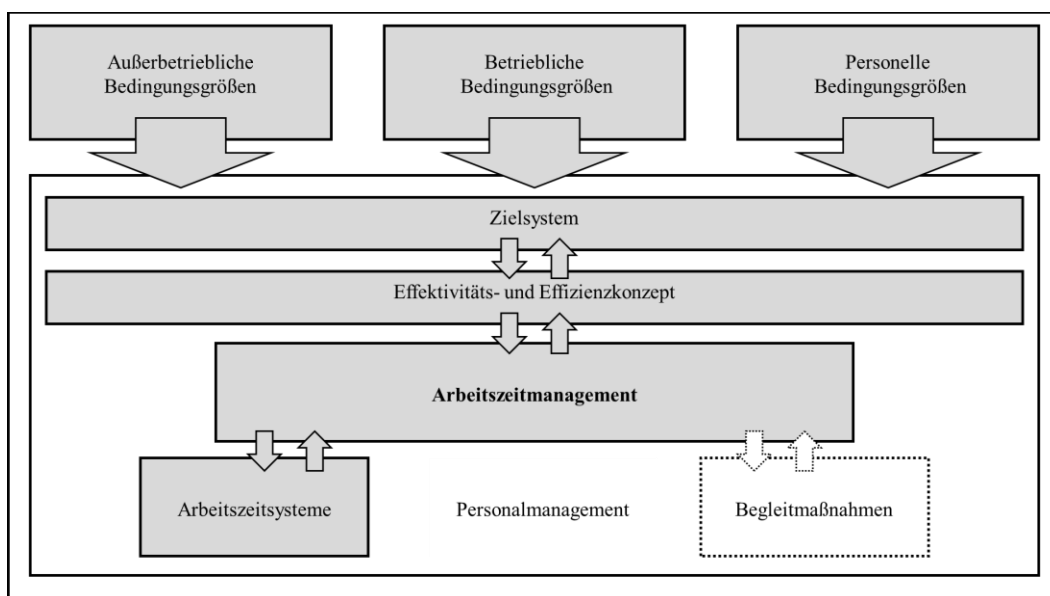 Außerbetriebliche
Bedingungsgrößen
Betriebliche
Bedingungsgrößen
Personelle
Bedingungsgrößen
Zielsystem
Effektivitäts- und Effizienzkonzept
Arbeitszeitmanagement
Arbeitszeitsysteme
Personalmanagement
Begleitmaßnahmen